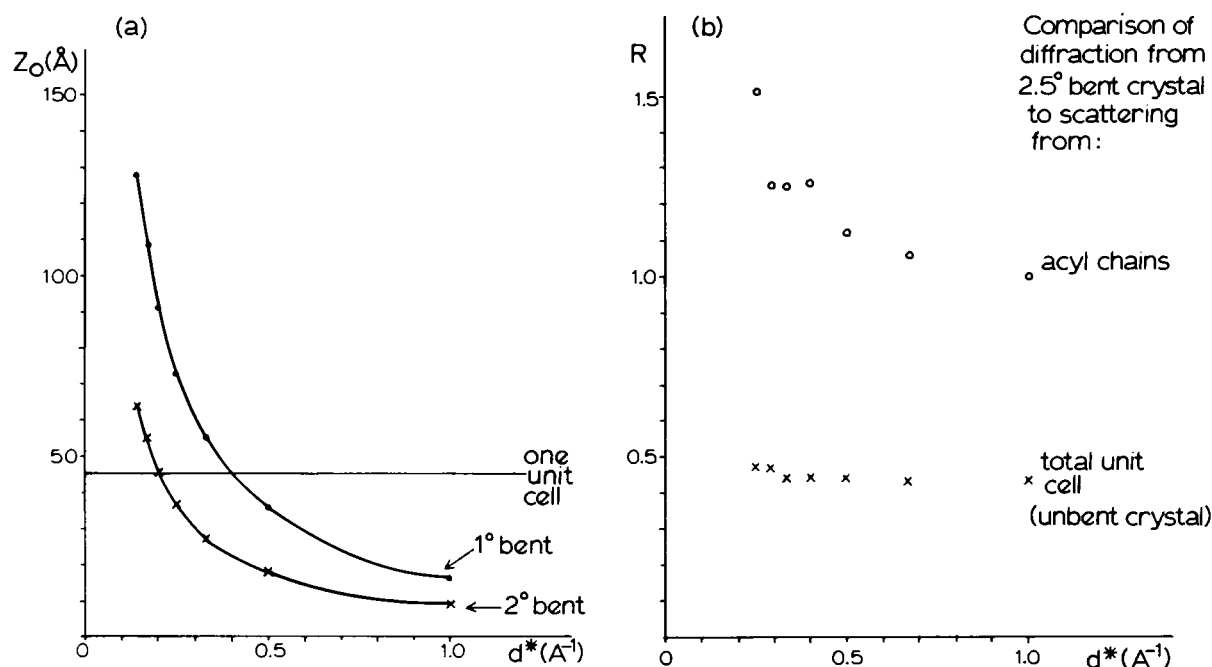 (a)
Zo(Å)
150
100
50
0
0.5
1.0
d*(A⁻¹)
one
unit
cell
1° bent
2° bent
(b)
R
1.5
1.0
0.5
0
0.5
1.0
d*(A⁻¹)
Comparison of
diffraction from
2.5° bent crystal
to scattering
from:
acyl chains
total unit
cell
(unbent crystal)